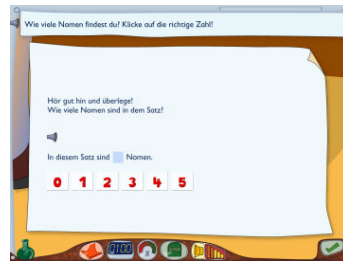 Wie viele Nomen findest du? Klicke auf die richtige Zahl!
Hör gut hin und überlege!
Wie viele Nomen sind in dem Satz?
In diesem Satz sind Nomen.
0 1 2 3 4 5
0:00